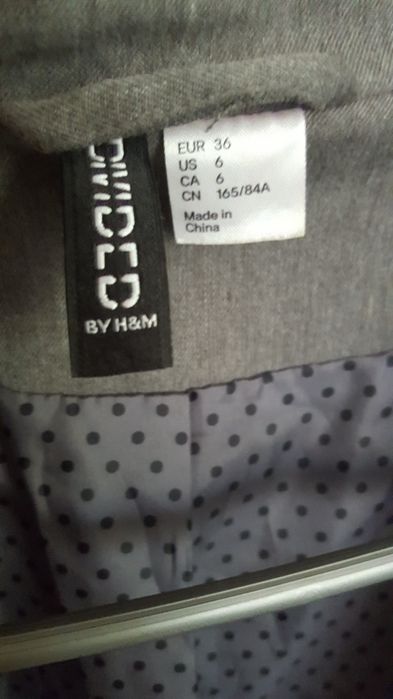 DIVIDED
BY H&M
EUR 36
US 6
CA 6
CN 165/84A
Made in
China